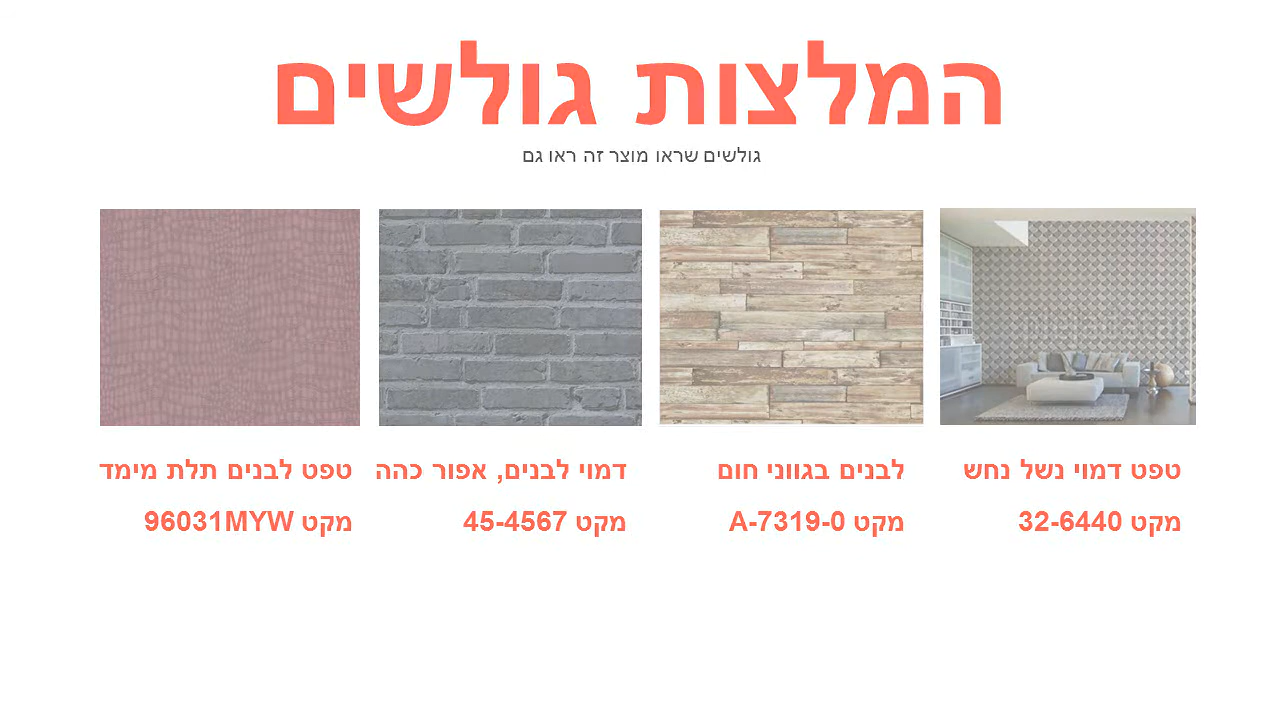 המלצות גולשים
גולשים שראו מוצר זה ראו גם
טפט דמוי נשל נחש
מקט 32-6440
לבנים בגווני חום
מקט A-7319-0
דמוי לבנים, אפור כהה
מקט 45-4567
טפט לבנים תלת מימד
מקט 96031MYW